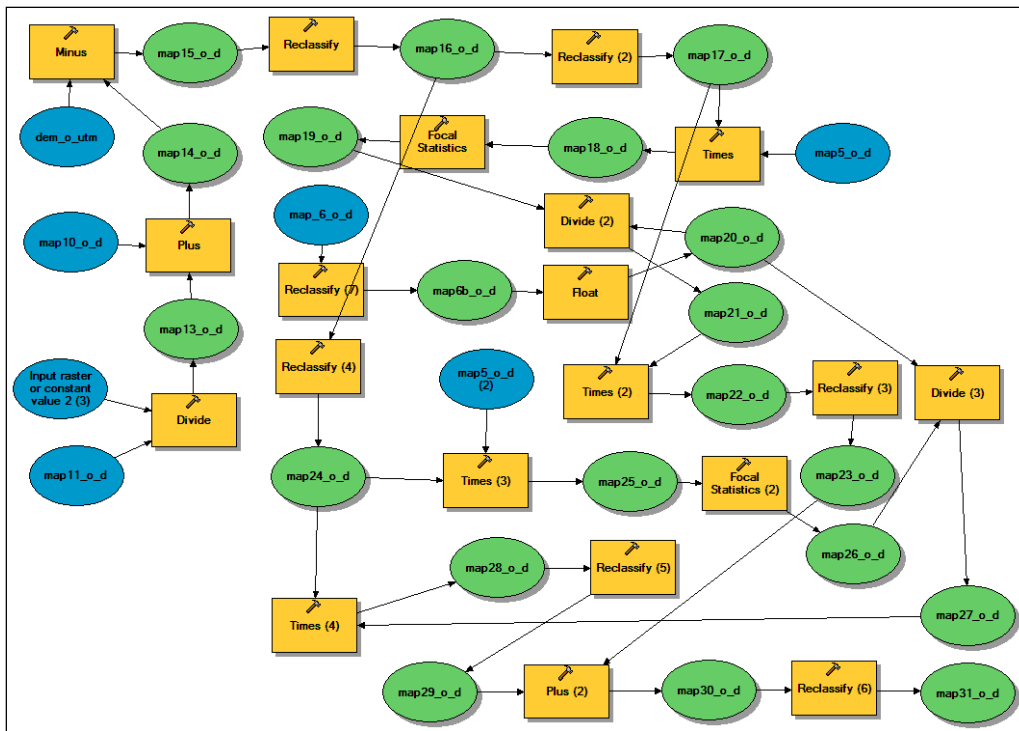 Minus
map15_o_d
Reclassify
map16_o_d
Reclassify (2)
map17_o_d
dem_o_utm
map14_o_d
map19_o_d
Focal
Statistics
map18_o_d
Times
map5_o_d
map10_o_d
Plus
map_6_o_d
Divide (2)
map20_o_d
Reclassify (7)
map6b_o_d
Float
map21_o_d
map13_o_d
Reclassify (4)
map5_o_d
(2)
Times (2)
map22_o_d
Reclassify (3)
Divide (3)
Input raster
or constant
value 2 (3)
Divide
map11_o_d
map24_o_d
Times (3)
map25_o_d
Focal
Statistics (2)
map23_o_d
map26_o_d
map28_o_d
Reclassify (5)
Times (4)
map27_o_d
map29_o_d
Plus (2)
map30_o_d
Reclassify (6)
map31_o_d